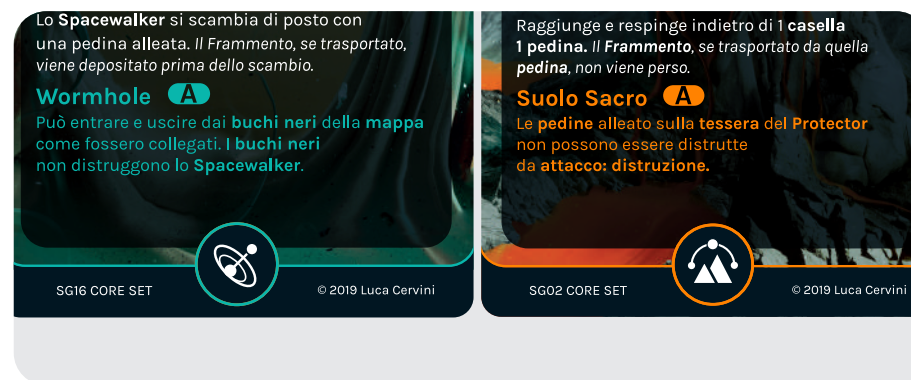 Lo Spacewalker si scambia di posto con
una pedina alleata. Il Frammento, se trasportato,
viene depositato prima dello scambio.
Wormhole A
Può entrare e uscire dai buchi neri della mappa
come fossero collegati. I buchi neri
non distruggono lo Spacewalker.
SG16 CORE SET
© 2019 Luca Cervini
Raggiunge e respinge indietro di 1 casella
1 pedina. Il Frammento, se trasportato da quella
pedina, non viene perso.
Suolo Sacro A
Le pedine alleato sulla tessera del Protector
non possono essere distrutte
da attacco: distruzione.
SG02 CORE SET
© 2019 Luca Cervini